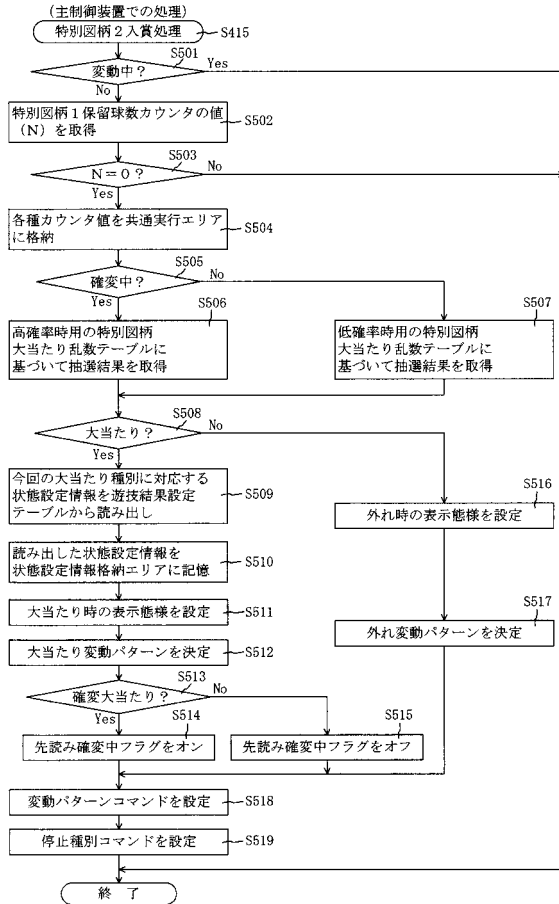 (主制御装置での処理)
特別図柄2入賞処理
S415
S501
変動中?
Yes
No
特別図柄1保留球数カウンタの値
(N)を取得
S502
S503
N=0?
No
Yes
各種カウンタ値を共通実行エリア
に格納
S504
S505
確変中?
No
Yes
S506
高確率時用の特別図柄
大当たり乱数テーブルに
基づいて抽選結果を取得
S507
低確率時用の特別図柄
大当たり乱数テーブルに
基づいて抽選結果を取得
S508
大当たり?
No
Yes
今回の大当たり種別に対応する
状態設定情報を遊技結果設定
テーブルから読み出し
S509
S516
外れ時の表示態様を設定
読み出した状態設定情報を
状態設定情報格納エリアに記憶
S510
大当たり時の表示態様を設定
S511
S517
外れ変動パターンを決定
大当たり変動パターンを決定
S512
S513
確変大当たり?
No
Yes
S514
先読み確変中フラグをオン
S515
先読み確変中フラグをオフ
変動パターンコマンドを設定
S518
停止種別コマンドを設定
S519
終 了